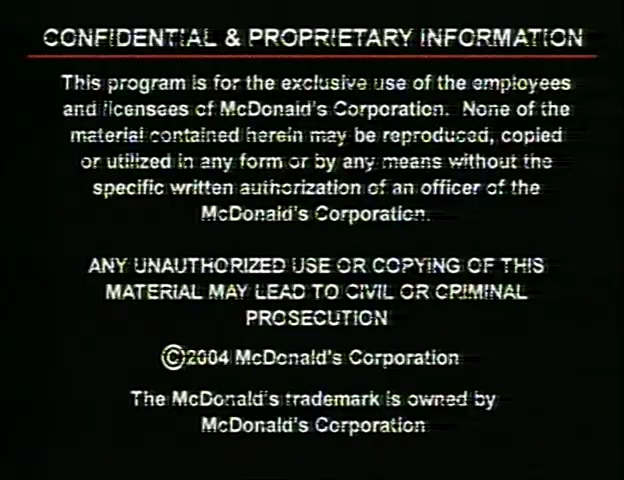 CONFIDENTIAL & PROPRIETARY INFORMATION
This program is for the exclusive use of the employees
and licensees of McDonald's Corporation. None of the
material contained herein may be reproduced, copied
or utilized in any form or by any means without the
specific written authorization of an officer of the
McDonald's Corporation.
ANY UNAUTHORIZED USE OR COPYING OF THIS
MATERIAL MAY LEAD TO CIVIL OR CRIMINAL
PROSECUTION
©2004 McDonald's Corporation
The McDonald's trademark is owned by
McDonald's Corporation